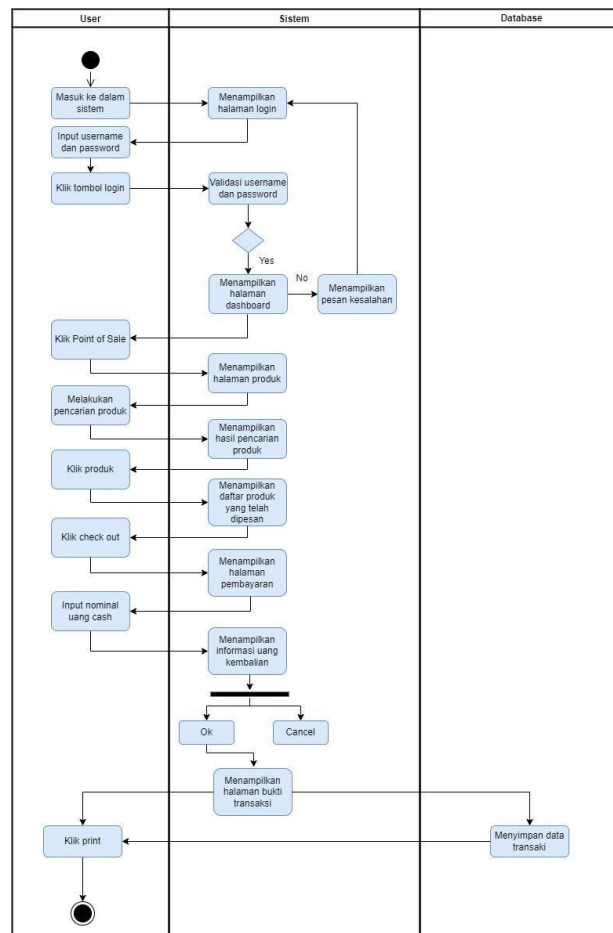 User
Sistem
Database
Masuk ke dalam
sistem
Menampilkan
halaman login
Input username
dan password
Klik tombol login
Validasi username
dan password
Yes
Menampilkan
halaman
dashboard
No
Menampilkan
pesan kesalahan
Klik Point of Sale
Menampilkan
halaman produk
Melakukan
pencarian produk
Menampilkan
hasil pencarian
produk
Klik produk
Menampilkan
daftar produk
yang telah
dipesan
Klik check out
Menampilkan
halaman
pembayaran
Input nominal
uang cash
Menampilkan
informasi uang
kembalian
Ok
Cancel
Menampilkan
halaman bukti
transaksi
Klik print
Menyimpan data
transaki